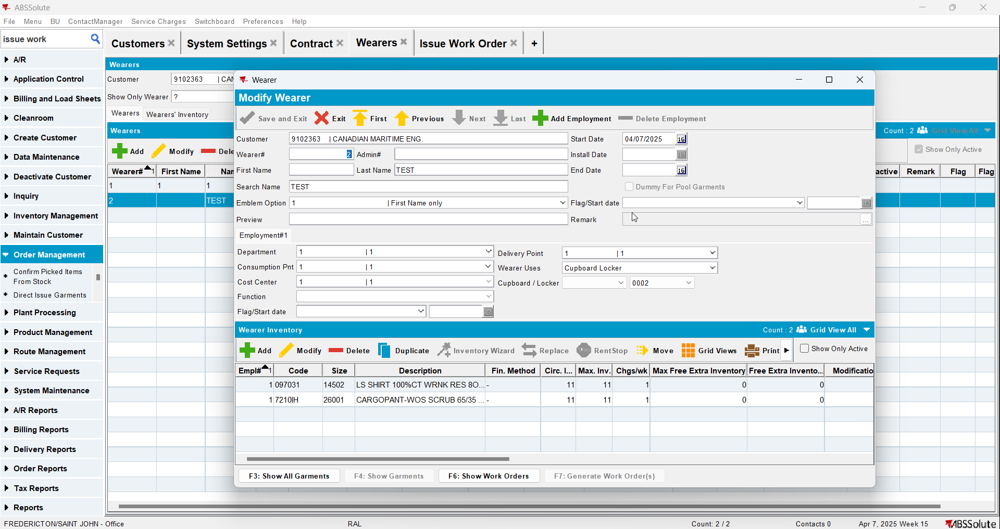 ABSSolute
File Menu BU ContactManager Service Charges Switchboard Preferences Help
issue work
Customers System Settings Contract Wearers Issue Work Order +
A/R
Application Control
Billing and Load Sheets
Cleanroom
Create Customer
Data Maintenance
Deactivate Customer
Inquiry
Inventory Management
Maintain Customer
Order Management
Confirm Picked Items
From Stock
Direct Issue Garments
Plant Processing
Product Management
Route Management
Service Requests
System Maintenance
A/R Reports
Billing Reports
Delivery Reports
Order Reports
Tax Reports
Reports
Wearers
Customer 9102363 | CAN
Show Only Wearer ?
Wearers Wearers' Inventory
Wearers Count : 2 Grid View All
Add Modify Dele Show Only Active
Wearer# 1 First Name Nam active Remark Flag Flag
1 1 1
2 TEST
Wearer
Modify Wearer
Save and Exit Exit First Previous Next Last Add Employment Delete Employment
Customer 9102363 | CANADIAN MARITIME ENG. Start Date 04/07/2025 16
Wearer# 2 Admin# Install Date 16
First Name Last Name TEST End Date 16
Search Name TEST Dummy For Pool Garments
Emblem Option 1 | First Name only Flag/Start date 16
Preview Remark ...
Employment#1
Department 1 | 1 Delivery Point 1 | 1
Consumption Pnt 1 | 1 Wearer Uses Cupboard Locker
Cost Center 1 | 1 Cupboard / Locker 0002
Function
Flag/Start date 16
Wearer Inventory Count : 2 Grid View All
Add Modify Delete Duplicate Inventory Wizard Replace RentStop Move Grid Views Print Show Only Active
Empl# 1 Code Size Description Fin. Method Circ. I... Max. Inv. Chgs/wk Max Free Extra Inventory Free Extra Invento... Modificatio
1 097031 14502 LS SHIRT 100%CT WRNK RES 8O... - 11 11 1 0 0
1 7210IH 26001 CARGOPANT-WOS SCRUB 65/35 ... - 11 11 1 0 0
F3: Show All Garments F4: Show Garments F6: Show Work Orders F7: Generate Work Order(s)
FREDERICTON/SAINT JOHN - Office RAL Count: 2 / 2 Contacts 0 Apr 7, 2025 Week 15 ABSSolute